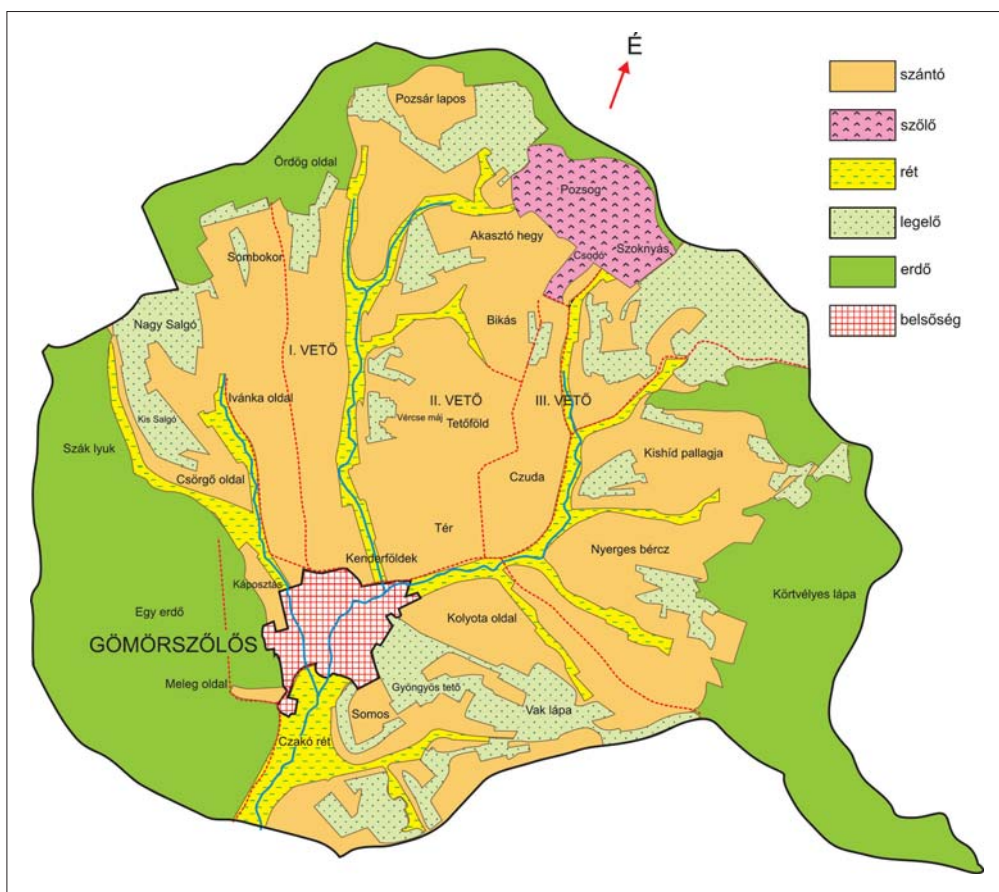 É
szántó
szőlő
rét
legelő
erdő
belsőség
Pozsár lapos
Ördög oldal
Pozsog
Akasztó hegy
Szoknyás
Csodó
Sombokor
Nagy Salgó
Bikás
I. VETŐ
II. VETŐ
III. VETŐ
Ivánka oldal
Vércse máj
Tetőföld
Kis Salgó
Szák lyuk
Kishíd pallagja
Csörgő oldal
Czuda
Tér
Kenderföldek
Nyerges bércz
Káposztás
Körtvélyes lápa
Egy erdő
Kolyota oldal
GÖMÖRSZŐLŐS
Meleg oldal
Gyöngyös tető
Vak lápa
Somos
Czakó rét